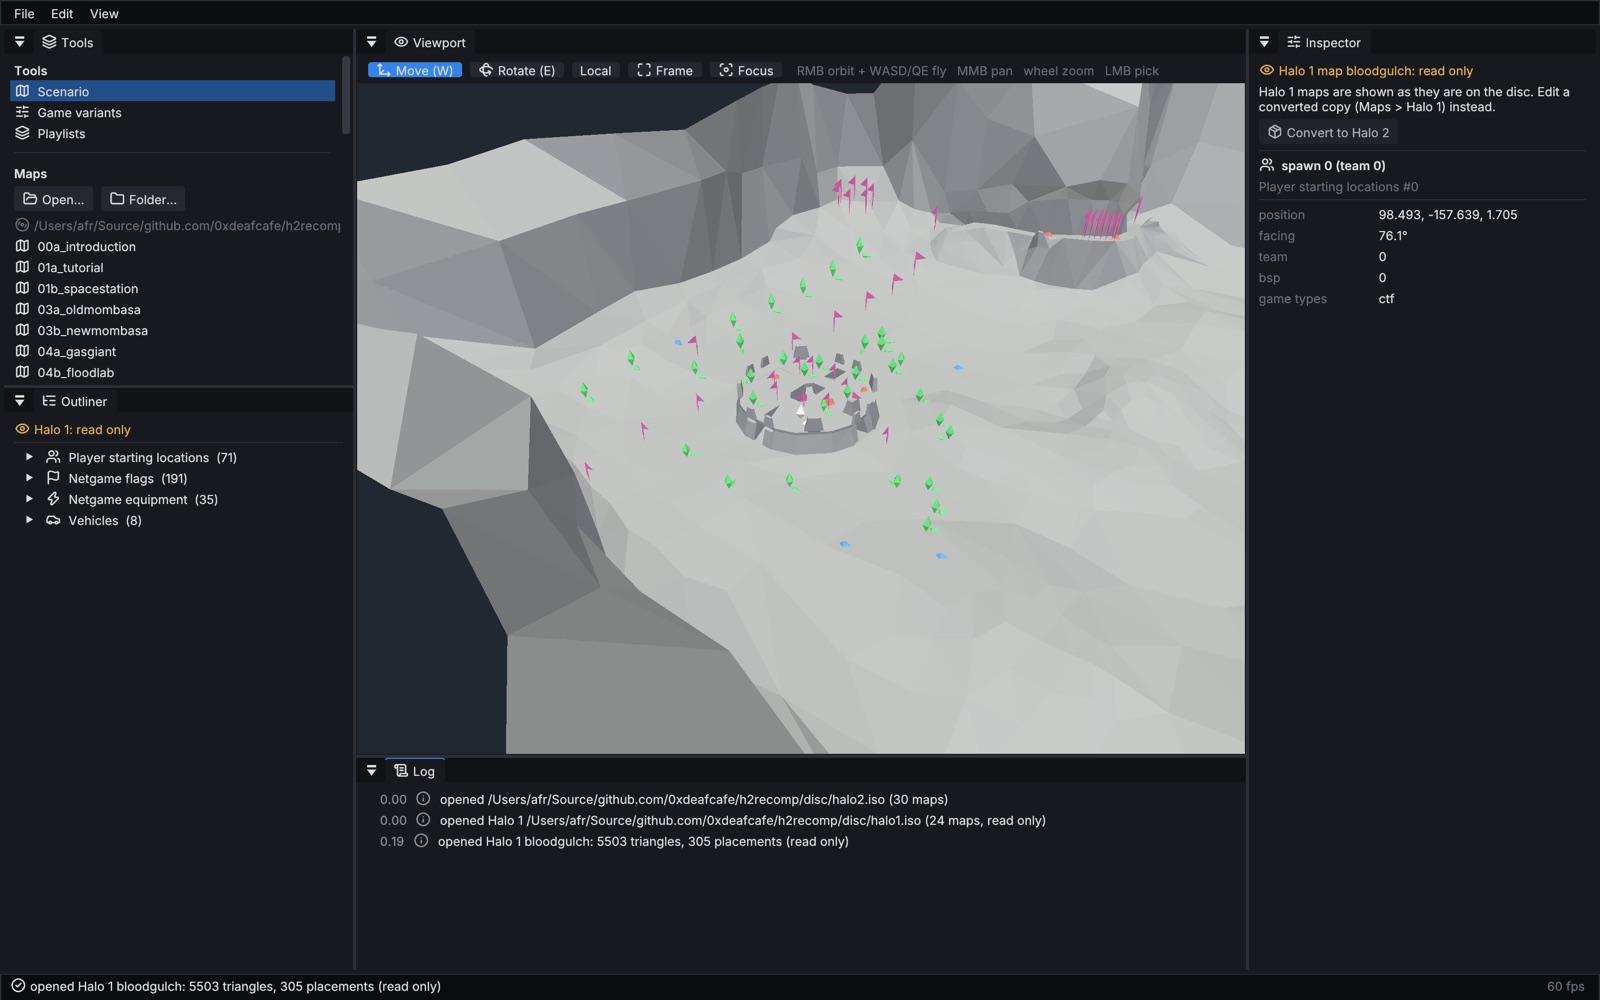 File Edit View
Tools
Tools
Scenario
Game variants
Playlists
Maps
Open... Folder...
/Users/afr/Source/github.com/0xdeafcafe/h2recomp
00a_introduction
01a_tutorial
01b_spacestation
03a_oldmombasa
03b_newmombasa
04a_gasgiant
04b_floodlab
Outliner
Halo 1: read only
Player starting locations (71)
Netgame flags (191)
Netgame equipment (35)
Vehicles (8)
Viewport
Move (W) Rotate (E) Local Frame Focus RMB orbit + WASD/QE fly MMB pan wheel zoom LMB pick
Log
0.00 opened /Users/afr/Source/github.com/0xdeafcafe/h2recomp/disc/halo2.iso (30 maps)
0.00 opened Halo 1 /Users/afr/Source/github.com/0xdeafcafe/h2recomp/disc/halo1.iso (24 maps, read only)
0.19 opened Halo 1 bloodgulch: 5503 triangles, 305 placements (read only)
Inspector
Halo 1 map bloodgulch: read only
Halo 1 maps are shown as they are on the disc. Edit a
converted copy (Maps > Halo 1) instead.
Convert to Halo 2
spawn 0 (team 0)
Player starting locations #0
position 98.493, -157.639, 1.705
facing 76.1°
team 0
bsp 0
game types ctf
opened Halo 1 bloodgulch: 5503 triangles, 305 placements (read only)
60 fps